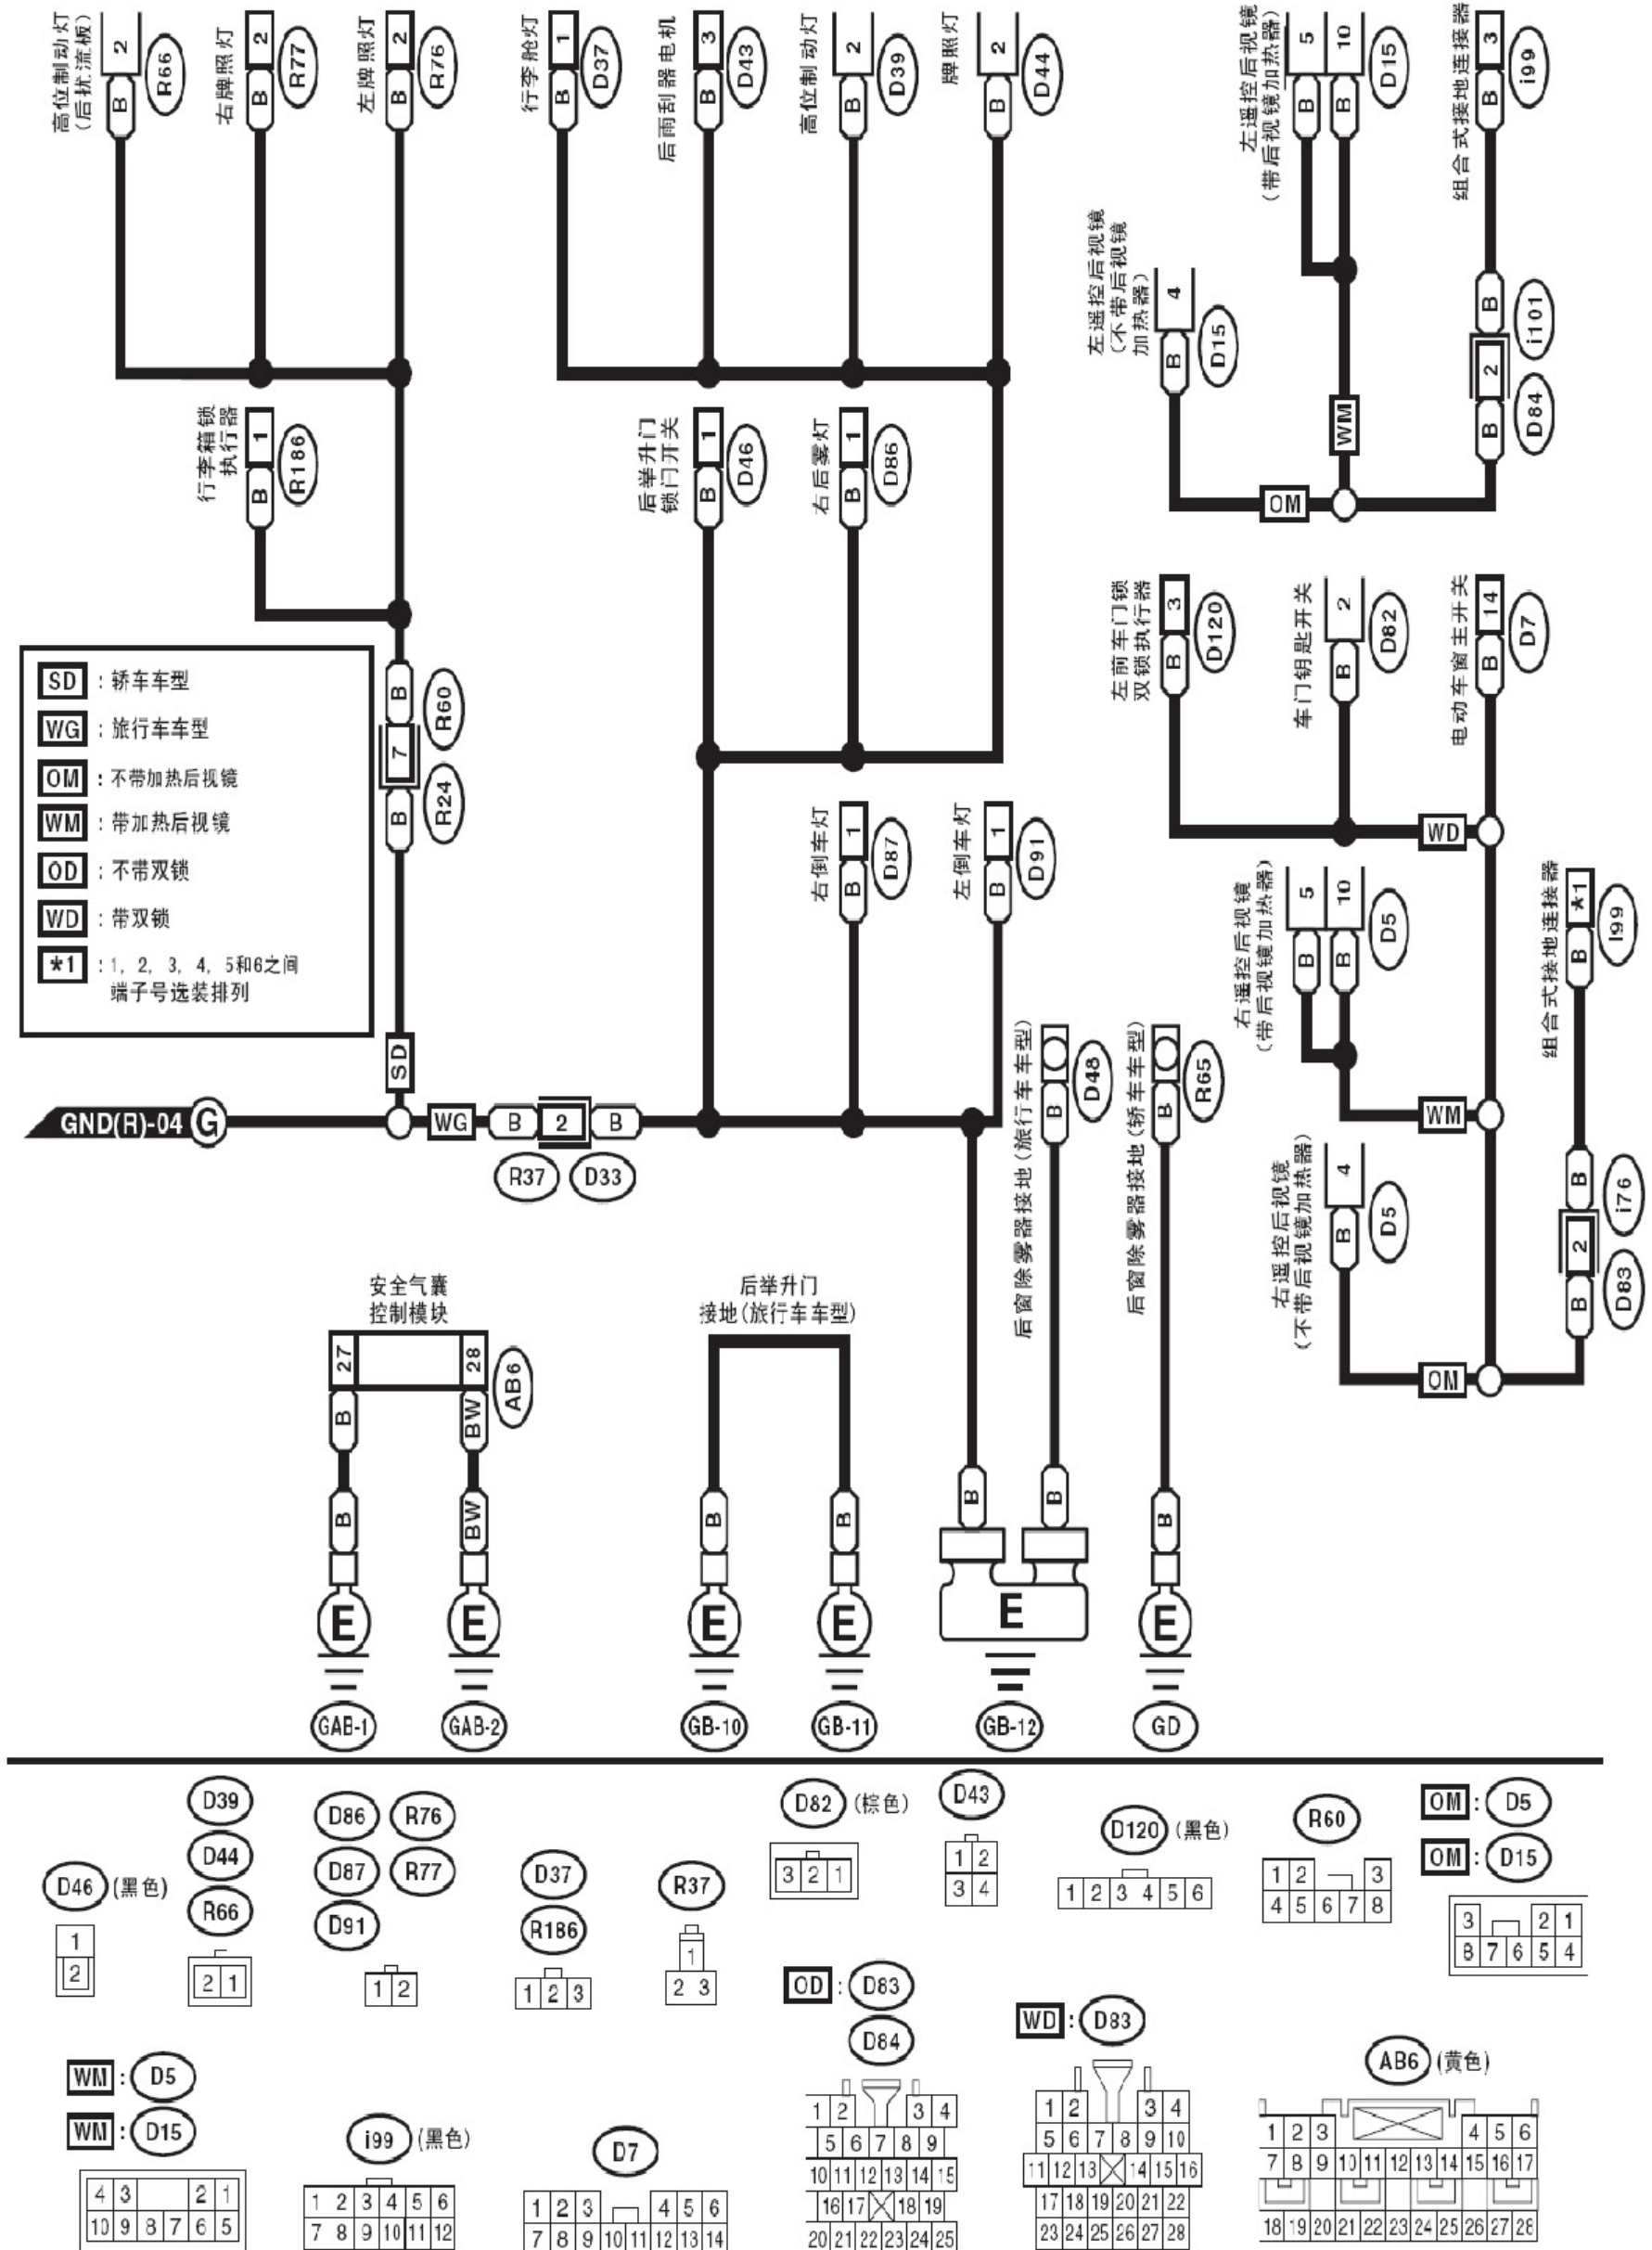 高位制动灯
(后扰流板)
2
B
R66
右牌照灯
2
B
R77
左牌照灯
2
B
R76
行李舱灯
1
B
D37
后雨刮器电机
3
B
D43
高位制动灯
2
B
D39
牌照灯
2
B
D44
左遥控后视镜
(带后视镜加热器)
5
10
B
B
D15
组合式接地连接器
3
B
i99
左遥控后视镜
(不带后视镜
加热器)
4
B
D15
B
i101
2
B
D84
WM
OM
行李箱锁
执行器
1
B
R186
后举升门
锁门开关
1
B
D46
右后雾灯
1
B
D86
左前车门锁
双锁执行器
3
B
D120
车门钥匙开关
2
B
D82
电动车窗主开关
14
B
D7
SD : 轿车车型
WG : 旅行车车型
OM : 不带加热后视镜
WM : 带加热后视镜
OD : 不带双锁
WD : 带双锁
*1 : 1, 2, 3, 4, 5和6之间
端子号选装排列
B
R60
7
B
R24
SD
右倒车灯
1
B
D87
左倒车灯
1
B
D91
WD
右遥控后视镜
(带后视镜加热器)
5
10
B
B
D5
组合式接地连接器
*1
B
i99
GND(R)-04 G
WG
B
2
B
R37
D33
后窗除雾器接地(旅行车车型)
B
D48
后窗除雾器接地(轿车车型)
B
R65
WM
右遥控后视镜
(不带后视镜加热器)
4
B
D5
B
i76
2
B
D83
OM
安全气囊
控制模块
27
28
B
BW
AB6
B
BW
E
E
GAB-1
GAB-2
后举升门
接地(旅行车车型)
B
B
E
E
GB-10
GB-11
B
B
E
GB-12
B
E
GD
D46 (黑色)
1
2
D39
D44
R66
2 1
D86 R76
D87 R77
D91
1 2
D37
R186
1 2 3
R37
1
2 3
D82 (棕色)
3 2 1
D43
1 2
3 4
D120 (黑色)
1 2 3 4 5 6
R60
1 2 3
4 5 6 7 8
OM : D5
OM : D15
3 2 1
8 7 6 5 4
WM : D5
WM : D15
4 3 2 1
10 9 8 7 6 5
i99 (黑色)
1 2 3 4 5 6
7 8 9 10 11 12
D7
1 2 3 4 5 6
7 8 9 10 11 12 13 14
OD : D83
D84
1 2 3 4
5 6 7 8 9
10 11 12 13 14 15
16 17 18 19
20 21 22 23 24 25
WD : D83
1 2 3 4
5 6 7 8 9 10
11 12 13 14 15 16
17 18 19 20 21 22
23 24 25 26 27 28
AB6 (黄色)
1 2 3 4 5 6
7 8 9 10 11 12 13 14 15 16 17
18 19 20 21 22 23 24 25 26 27 28